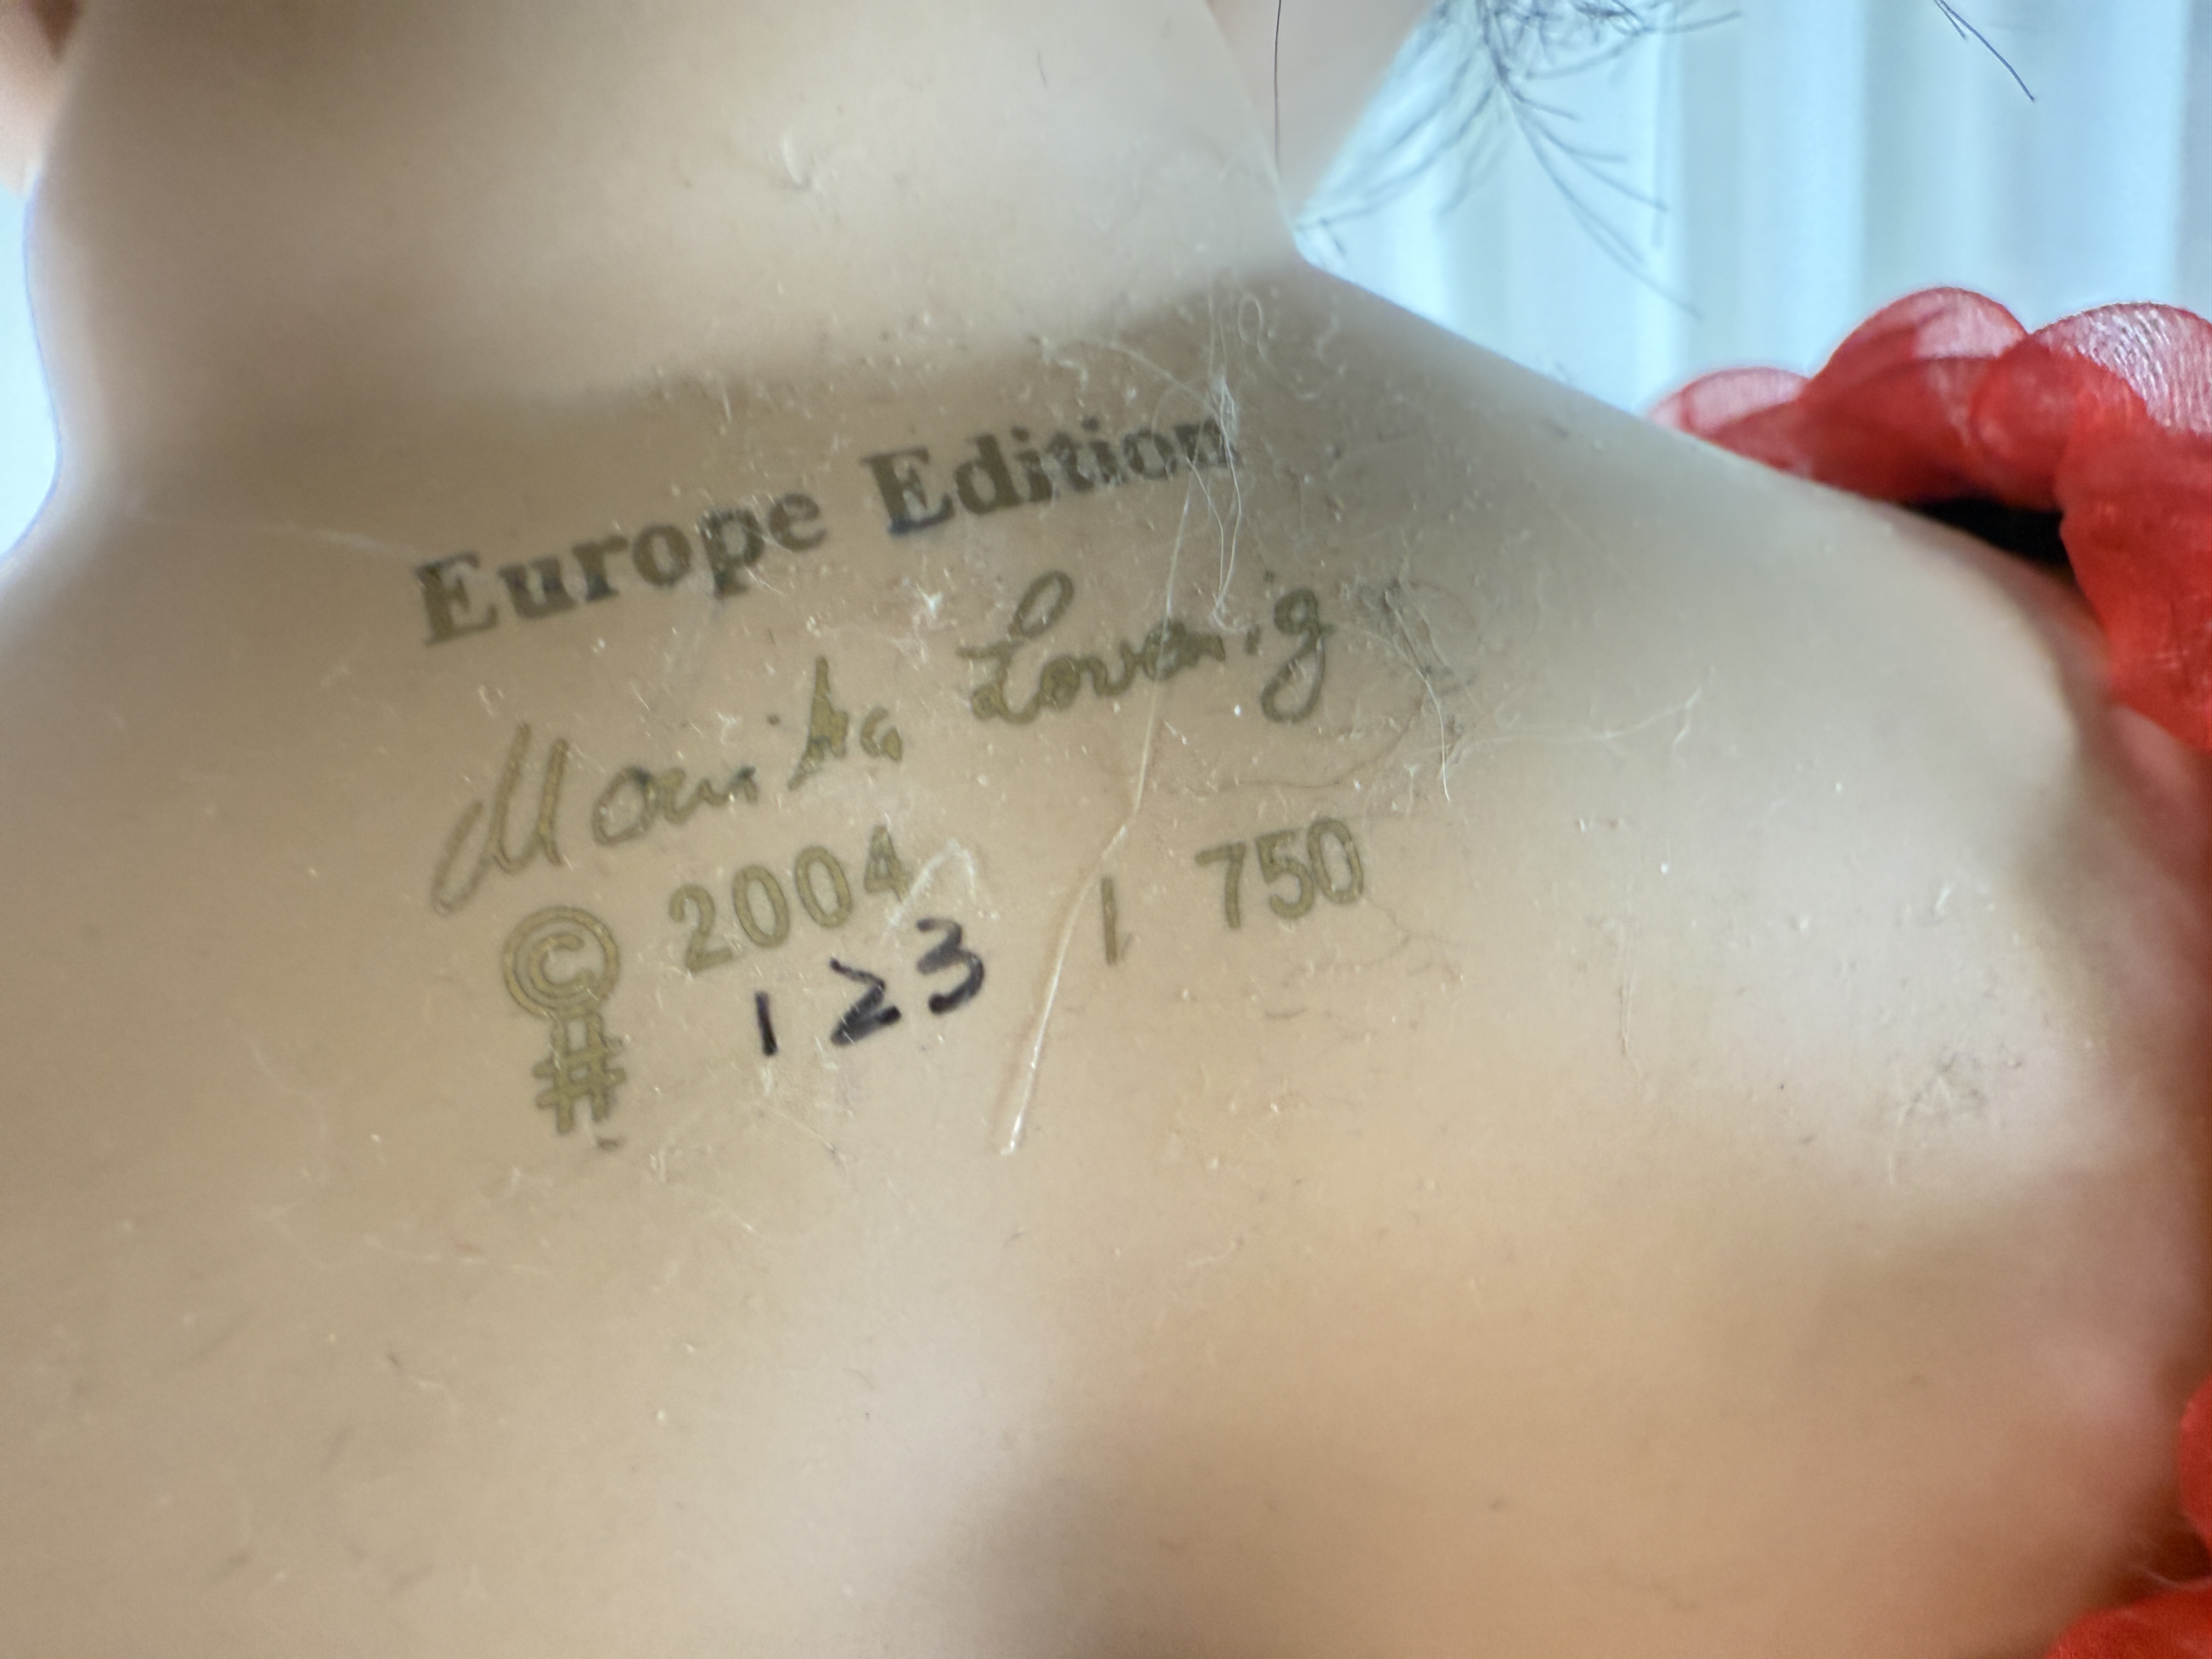 Europe Edition
Monika Levenig
© 2004
# 123 / 750